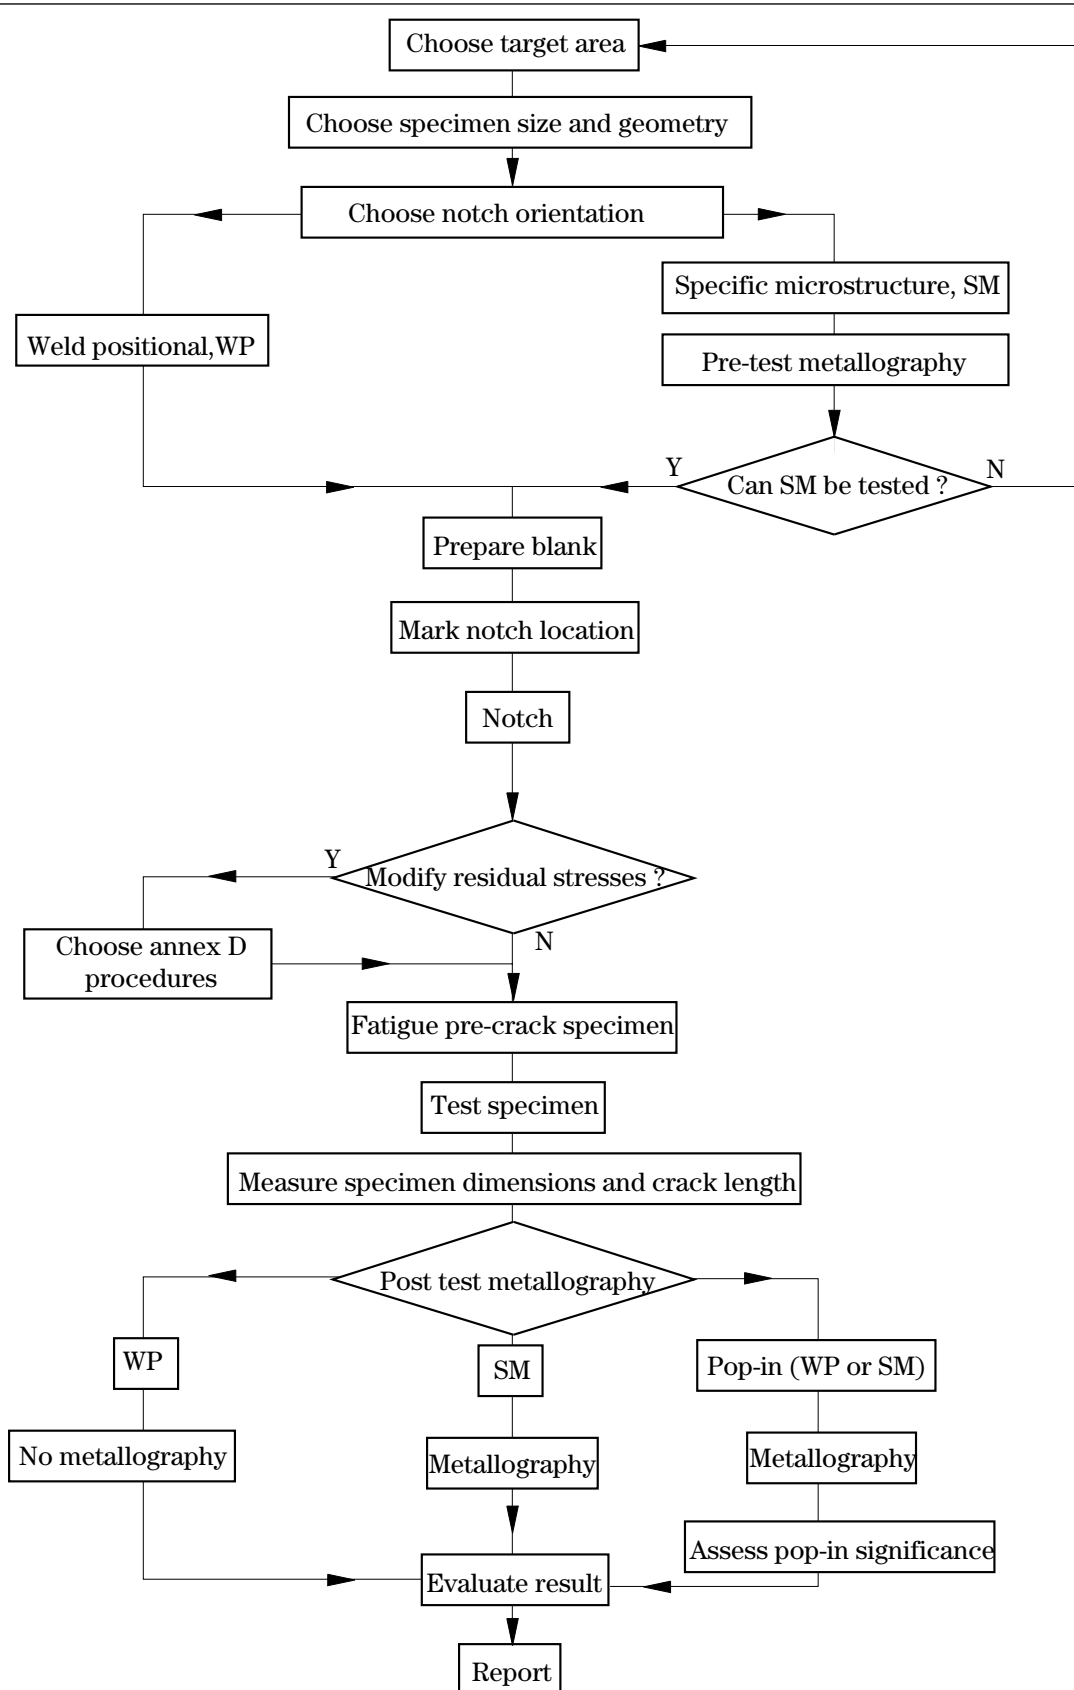 Choose target area
Choose specimen size and geometry
Choose notch orientation
Specific microstructure, SM
Weld positional,WP
Pre-test metallography
Y
N
Can SM be tested ?
Prepare blank
Mark notch location
Notch
Y
Modify residual stresses ?
N
Choose annex D
procedures
Fatigue pre-crack specimen
Test specimen
Measure specimen dimensions and crack length
Post test metallography
WP
SM
Pop-in (WP or SM)
No metallography
Metallography
Metallography
Assess pop-in significance
Evaluate result
Report